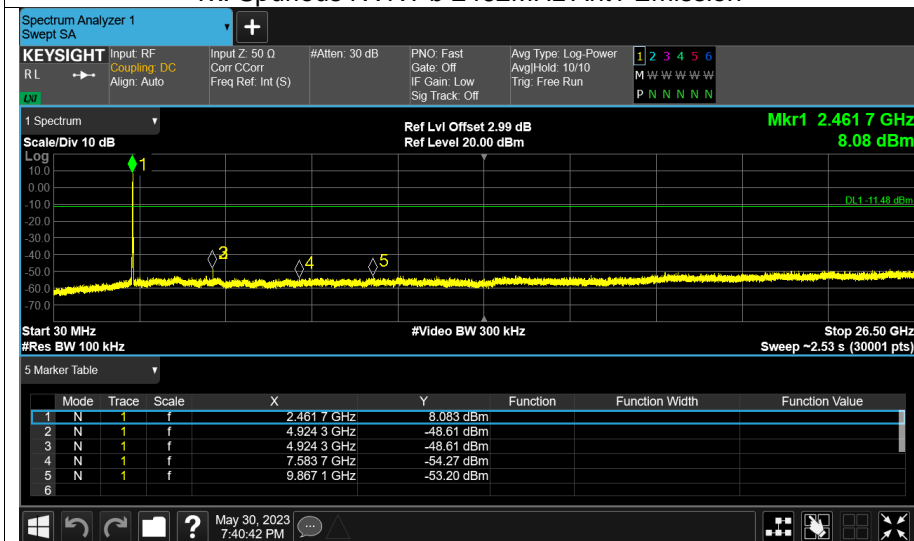 Spectrum Analyzer 1
Swept SA
KEYSIGHT
Input: RF
Coupling: DC
Align: Auto
Input Z: 50 Ω
Corr CCorr
Freq Ref: Int (S)
#Atten: 30 dB
PNO: Fast
Gate: Off
IF Gain: Low
Sig Track: Off
Avg Type: Log-Power
Avg|Hold: 10/10
Trig: Free Run
1 2 3 4 5 6
M W W W W W
P N N N N N
R L
LXI
1 Spectrum
Scale/Div 10 dB
Ref Lvl Offset 2.99 dB
Ref Level 20.00 dBm
Mkr1 2.461 7 GHz
8.08 dBm
Log
10.0
0.00
-10.0
-20.0
-30.0
-40.0
-50.0
-60.0
-70.0
DL1 -11.48 dBm
1
4
5
Start 30 MHz
#Res BW 100 kHz
#Video BW 300 kHz
Stop 26.50 GHz
Sweep ~2.53 s (30001 pts)
5 Marker Table
Mode Trace Scale X Y Function Function Width Function Value
1 N 1 f 2.461 7 GHz 8.083 dBm
2 N 1 f 4.924 3 GHz -48.61 dBm
3 N 1 f 4.924 3 GHz -48.61 dBm
4 N 1 f 7.583 7 GHz -54.27 dBm
5 N 1 f 9.867 1 GHz -53.20 dBm
6
?
May 30, 2023
7:40:42 PM